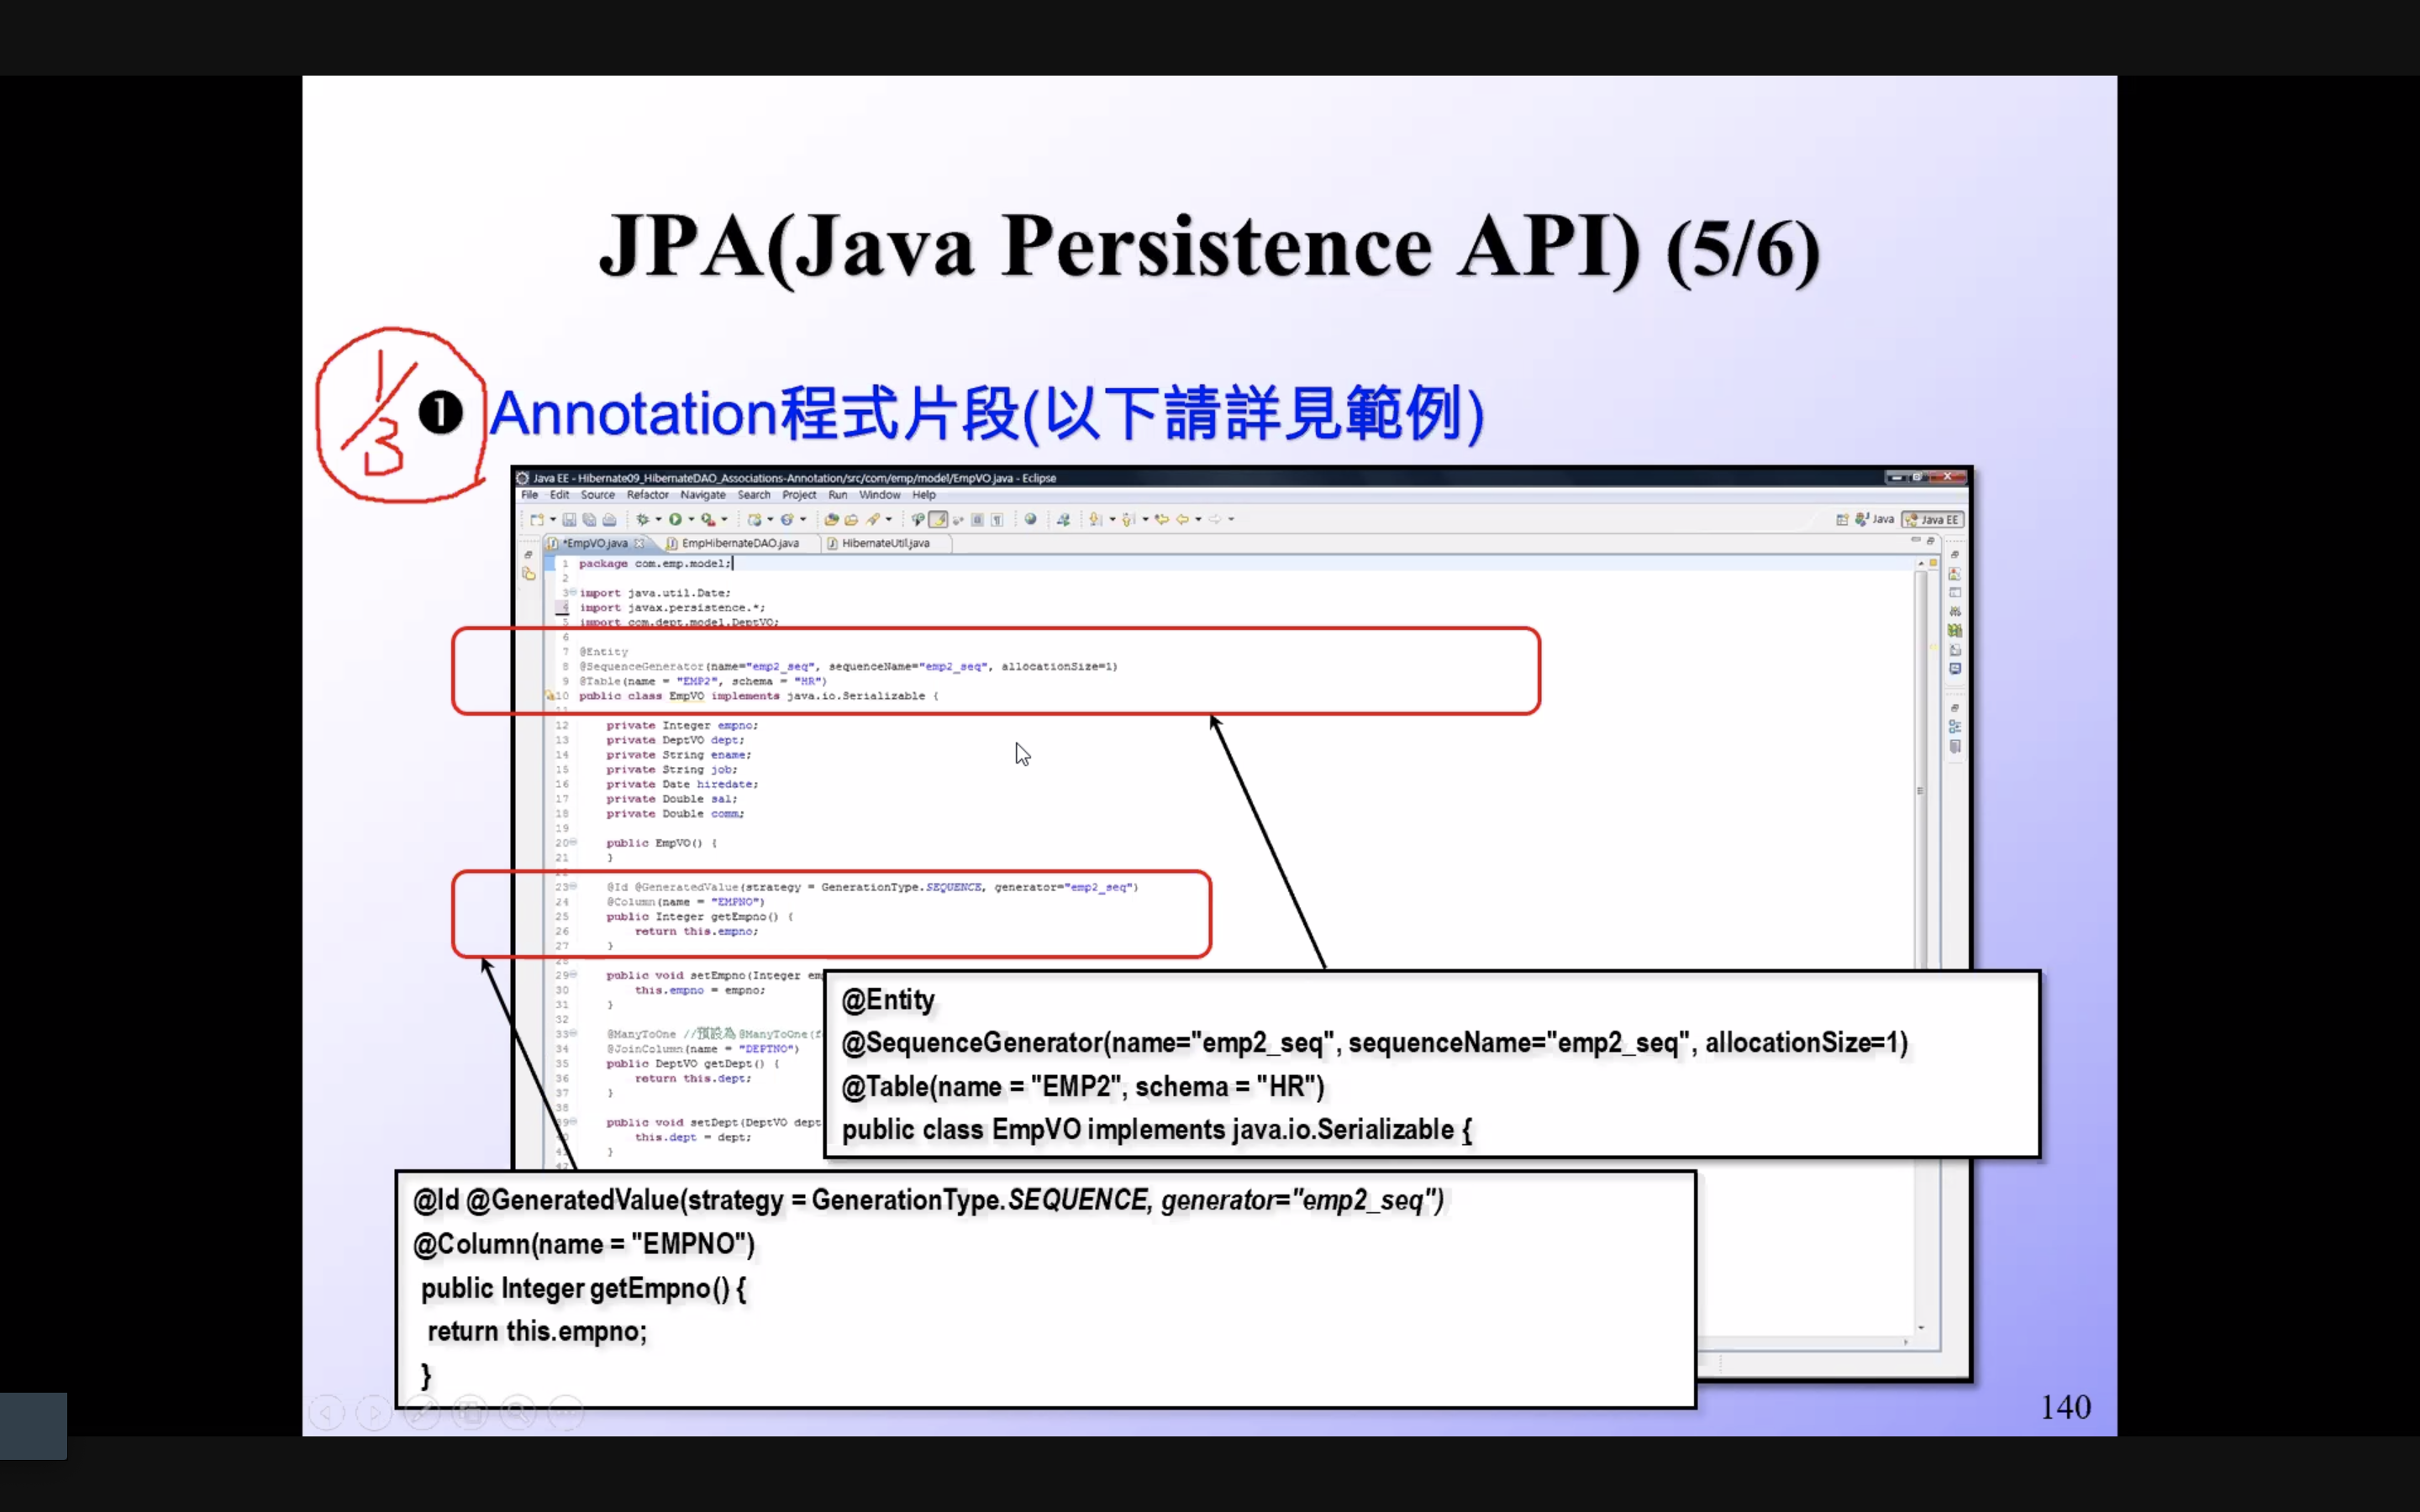 JPA(Java Persistence API) (5/6)
1/3
❶Annotation程式片段(以下請詳見範例)
Java EE - Hibernate09_HibernateDAO_Associations-Annotation/src/com/emp/model/EmpVO.java - Eclipse
File Edit Source Refactor Navigate Search Project Run Window Help
Java Java EE
*EmpVO.java EmpHibernateDAO.java HibernateUtil.java
1 package com.emp.model;
2
3 import java.util.Date;
4 import javax.persistence.*;
5 import com.dept.model.DeptVO;
6
7 @Entity
8 @SequenceGenerator(name="emp2_seq", sequenceName="emp2_seq", allocationSize=1)
9 @Table(name = "EMP2", schema = "HR")
10 public class EmpVO implements java.io.Serializable {
11
12 private Integer empno;
13 private DeptVO dept;
14 private String ename;
15 private String job;
16 private Date hiredate;
17 private Double sal;
18 private Double comm;
19
20 public EmpVO() {
21 }
23 @Id @GeneratedValue(strategy = GenerationType.SEQUENCE, generator="emp2_seq")
24 @Column(name = "EMPNO")
25 public Integer getEmpno() {
26 return this.empno;
27 }
28
29 public void setEmpno(Integer em
30 this.empno = empno;
31 }
32
33 @ManyToOne //預設為 @ManyToOne(f
34 @JoinColumn(name = "DEPTNO")
35 public DeptVO getDept() {
36 return this.dept;
37 }
38
39 public void setDept(DeptVO dept
40 this.dept = dept;
41 }
42
@Entity
@SequenceGenerator(name="emp2_seq", sequenceName="emp2_seq", allocationSize=1)
@Table(name = "EMP2", schema = "HR")
public class EmpVO implements java.io.Serializable {
@Id @GeneratedValue(strategy = GenerationType.SEQUENCE, generator="emp2_seq")
@Column(name = "EMPNO")
public Integer getEmpno() {
return this.empno;
}
140